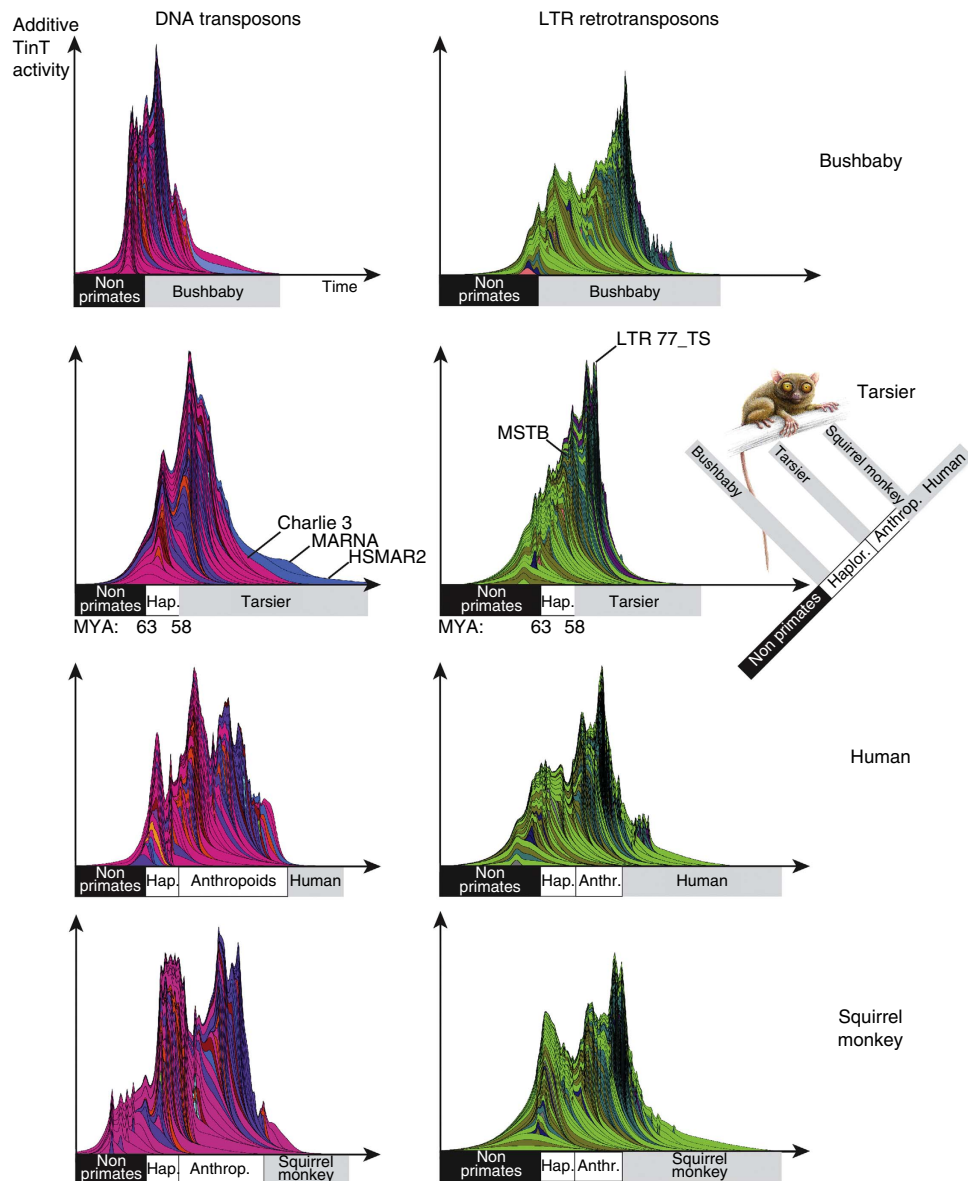 Additive
TinT
activity
DNA transposons
LTR retrotransposons
Bushbaby
Non
primates
Bushbaby
Time
Non
primates
Bushbaby
LTR 77_TS
MSTB
Tarsier
Charlie 3
MARNA
HSMAR2
Bushbaby
Tarsier
Squirrel monkey
Non primates
Haplor.
Anthrop.
Human
Non
primates
Hap.
Tarsier
MYA: 63 58
Non
primates
Hap.
Tarsier
MYA: 63 58
Human
Non
primates
Hap.
Anthropoids
Human
Non
primates
Hap.
Anthr.
Human
Squirrel
monkey
Non
primates
Hap.
Anthrop.
Squirrel
monkey
Non
primates
Hap.
Anthr.
Squirrel
monkey